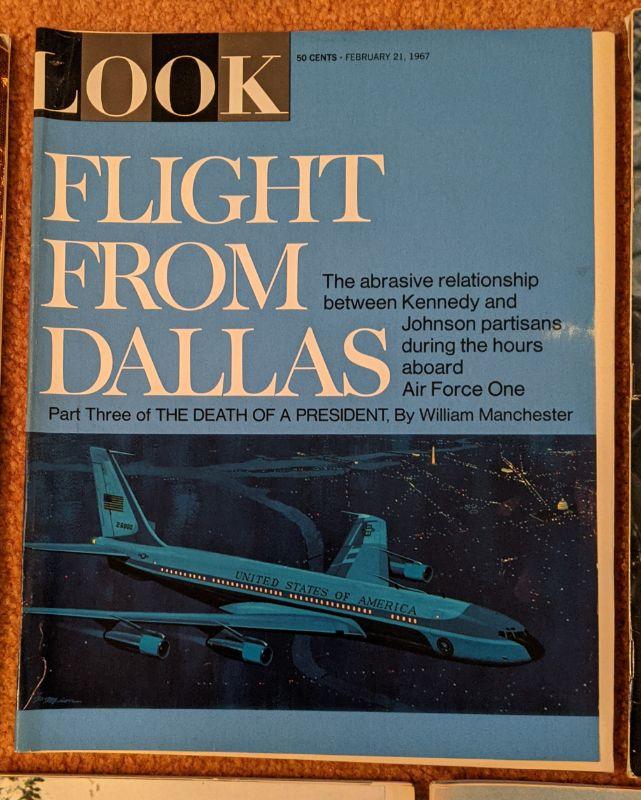 LOOK
50 CENTS · FEBRUARY 21, 1967
FLIGHT
FROM
DALLAS
The abrasive relationship
between Kennedy and
Johnson partisans
during the hours
aboard
Air Force One
Part Three of THE DEATH OF A PRESIDENT, By William Manchester
26000
UNITED STATES OF AMERICA